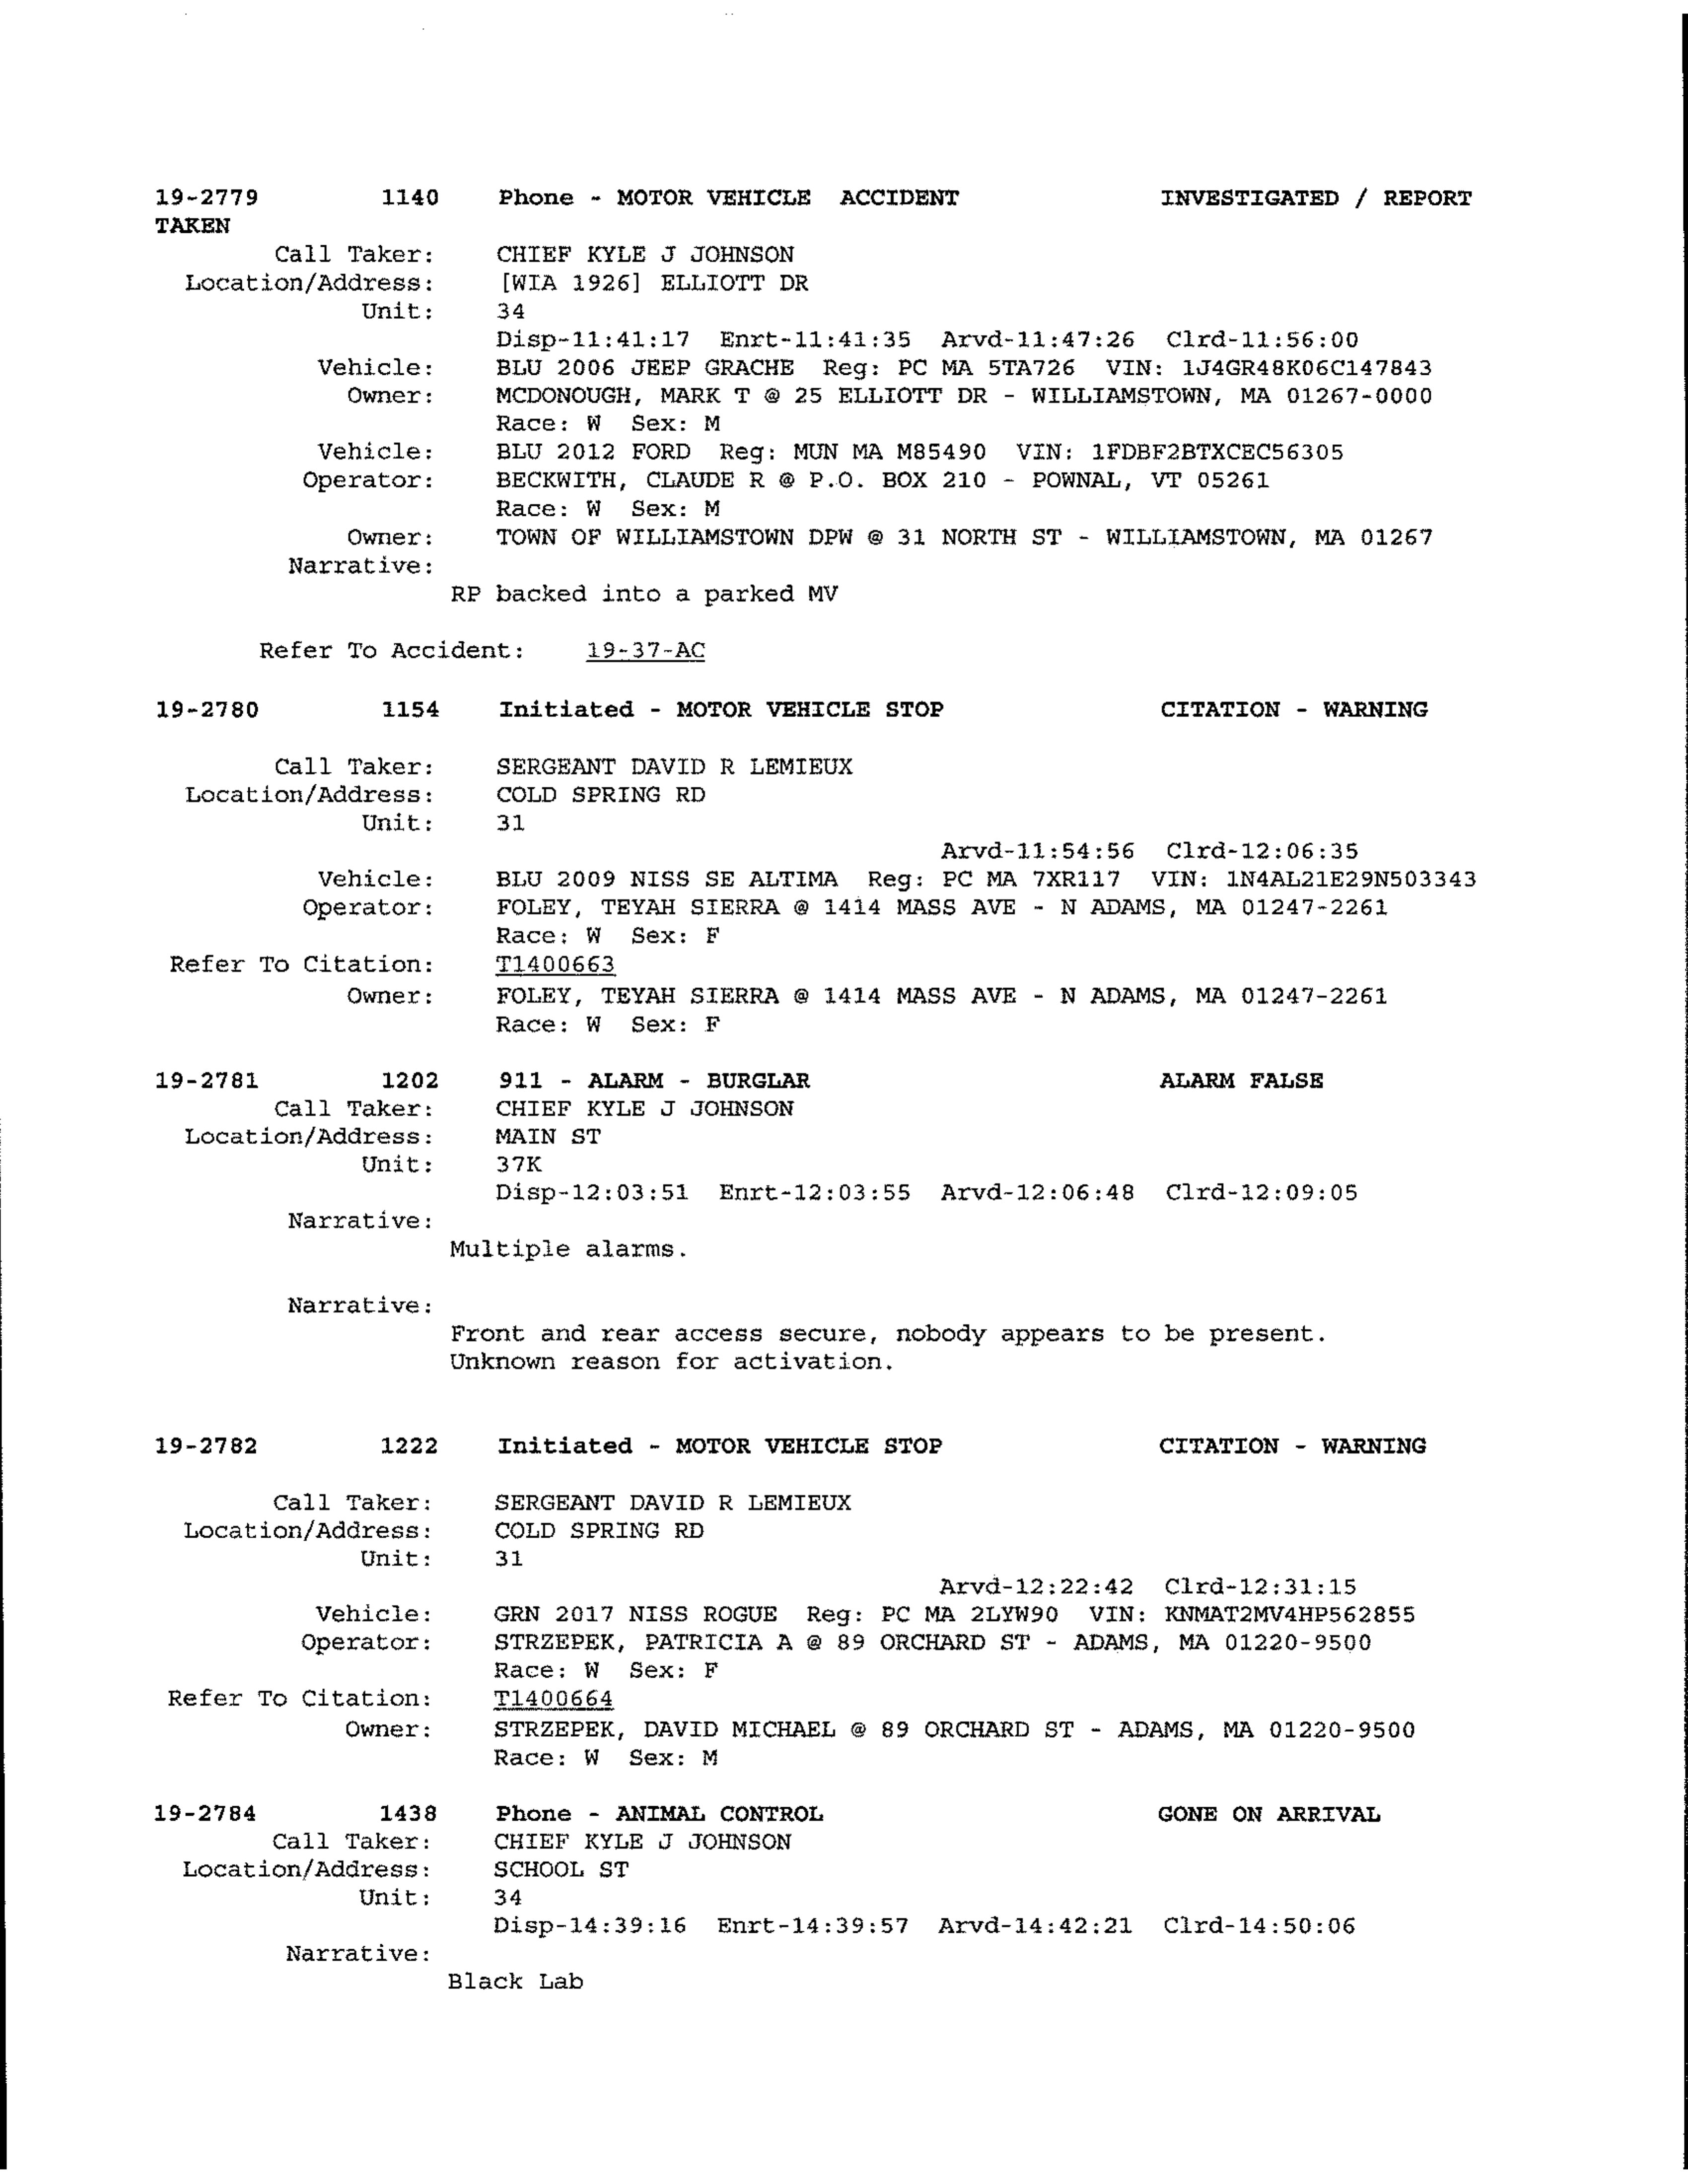 19-2779 1140 Phone - MOTOR VEHICLE ACCIDENT INVESTIGATED / REPORT
TAKEN
Call Taker: CHIEF KYLE J JOHNSON
Location/Address: [WIA 1926] ELLIOTT DR
Unit: 34
Disp-11:41:17 Enrt-11:41:35 Arvd-11:47:26 Clrd-11:56:00
Vehicle: BLU 2006 JEEP GRACHE Reg: PC MA 5TA726 VIN: 1J4GR48K06C147843
Owner: MCDONOUGH, MARK T @ 25 ELLIOTT DR - WILLIAMSTOWN, MA 01267-0000
Race: W Sex: M
Vehicle: BLU 2012 FORD Reg: MUN MA M85490 VIN: 1FDBF2BTXCEC56305
Operator: BECKWITH, CLAUDE R @ P.O. BOX 210 - POWNAL, VT 05261
Race: W Sex: M
Owner: TOWN OF WILLIAMSTOWN DPW @ 31 NORTH ST - WILLIAMSTOWN, MA 01267
Narrative:
RP backed into a parked MV
Refer To Accident: 19-37-AC
19-2780 1154 Initiated - MOTOR VEHICLE STOP CITATION - WARNING
Call Taker: SERGEANT DAVID R LEMIEUX
Location/Address: COLD SPRING RD
Unit: 31
Arvd-11:54:56 Clrd-12:06:35
Vehicle: BLU 2009 NISS SE ALTIMA Reg: PC MA 7XR117 VIN: 1N4AL21E29N503343
Operator: FOLEY, TEYAH SIERRA @ 1414 MASS AVE - N ADAMS, MA 01247-2261
Race: W Sex: F
Refer To Citation: T1400663
Owner: FOLEY, TEYAH SIERRA @ 1414 MASS AVE - N ADAMS, MA 01247-2261
Race: W Sex: F
19-2781 1202 911 - ALARM - BURGLAR ALARM FALSE
Call Taker: CHIEF KYLE J JOHNSON
Location/Address: MAIN ST
Unit: 37K
Disp-12:03:51 Enrt-12:03:55 Arvd-12:06:48 Clrd-12:09:05
Narrative:
Multiple alarms.
Narrative:
Front and rear access secure, nobody appears to be present.
Unknown reason for activation.
19-2782 1222 Initiated - MOTOR VEHICLE STOP CITATION - WARNING
Call Taker: SERGEANT DAVID R LEMIEUX
Location/Address: COLD SPRING RD
Unit: 31
Arvd-12:22:42 Clrd-12:31:15
Vehicle: GRN 2017 NISS ROGUE Reg: PC MA 2LYW90 VIN: KNMAT2MV4HP562855
Operator: STRZEPEK, PATRICIA A @ 89 ORCHARD ST - ADAMS, MA 01220-9500
Race: W Sex: F
Refer To Citation: T1400664
Owner: STRZEPEK, DAVID MICHAEL @ 89 ORCHARD ST - ADAMS, MA 01220-9500
Race: W Sex: M
19-2784 1438 Phone - ANIMAL CONTROL GONE ON ARRIVAL
Call Taker: CHIEF KYLE J JOHNSON
Location/Address: SCHOOL ST
Unit: 34
Disp-14:39:16 Enrt-14:39:57 Arvd-14:42:21 Clrd-14:50:06
Narrative:
Black Lab